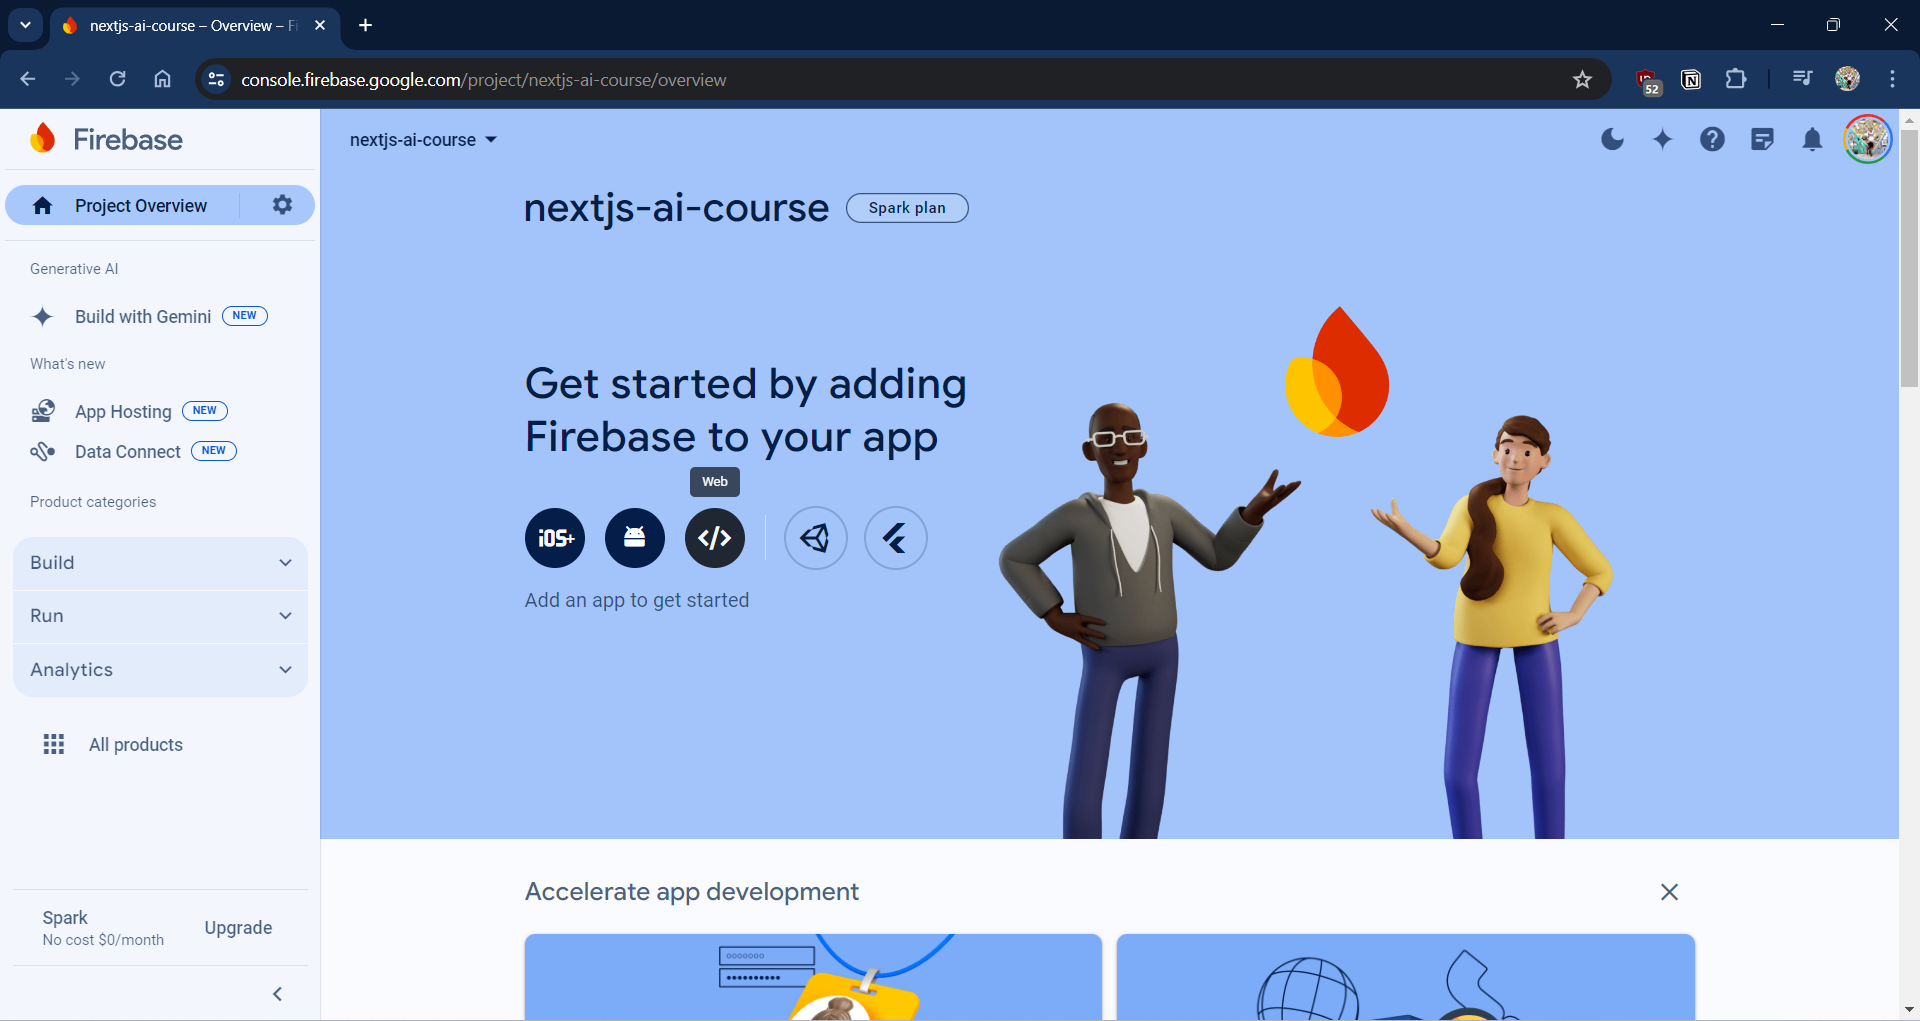 nextjs-ai-course – Overview – Fi
console.firebase.google.com/project/nextjs-ai-course/overview
52
Firebase
nextjs-ai-course
Project Overview
nextjs-ai-course
Spark plan
Generative AI
Build with Gemini
NEW
What's new
App Hosting
NEW
Data Connect
NEW
Product categories
Build
Run
Analytics
All products
Spark
No cost $0/month
Upgrade
Get started by adding
Firebase to your app
Web
iOS+
Add an app to get started
Accelerate app development